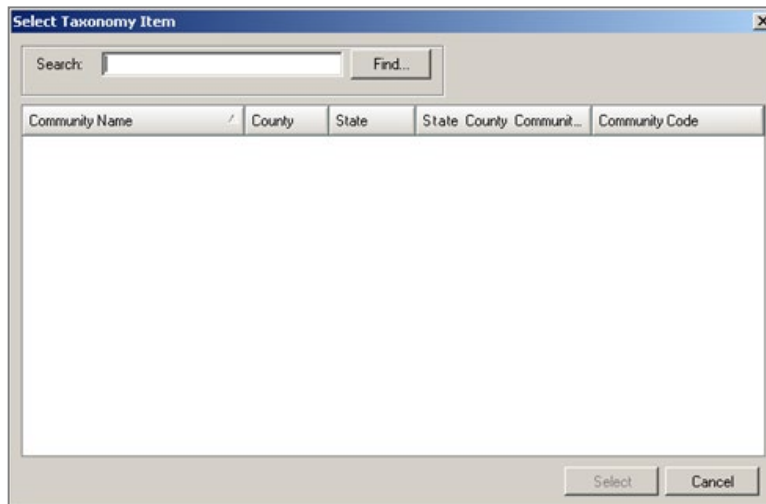 Select Taxonomy Item
Search: Find...
Community Name County State State County Communit... Community Code
Select Cancel